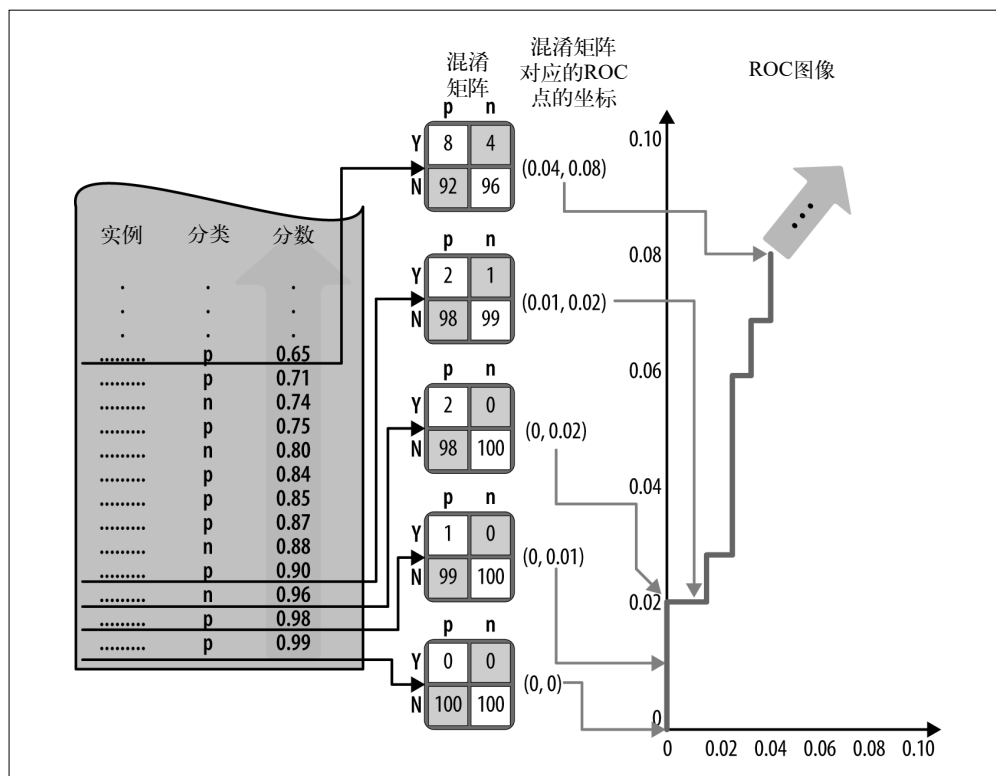 混淆
矩阵
混淆矩阵
对应的ROC
点的坐标
ROC图像
实例 分类 分数
. . .
. . .
. . .
......... p 0.65
......... p 0.71
......... n 0.74
......... p 0.75
......... n 0.80
......... p 0.84
......... p 0.85
......... p 0.87
......... n 0.88
......... p 0.90
......... n 0.96
......... p 0.98
......... p 0.99
p n
Y 8 4
N 92 96
(0.04, 0.08)
p n
Y 2 1
N 98 99
(0.01, 0.02)
p n
Y 2 0
N 98 100
(0, 0.02)
p n
Y 1 0
N 99 100
(0, 0.01)
p n
Y 0 0
N 100 100
(0, 0)
0.10
0.08
0.06
0.04
0.02
0
...
0 0.02 0.04 0.06 0.08 0.10